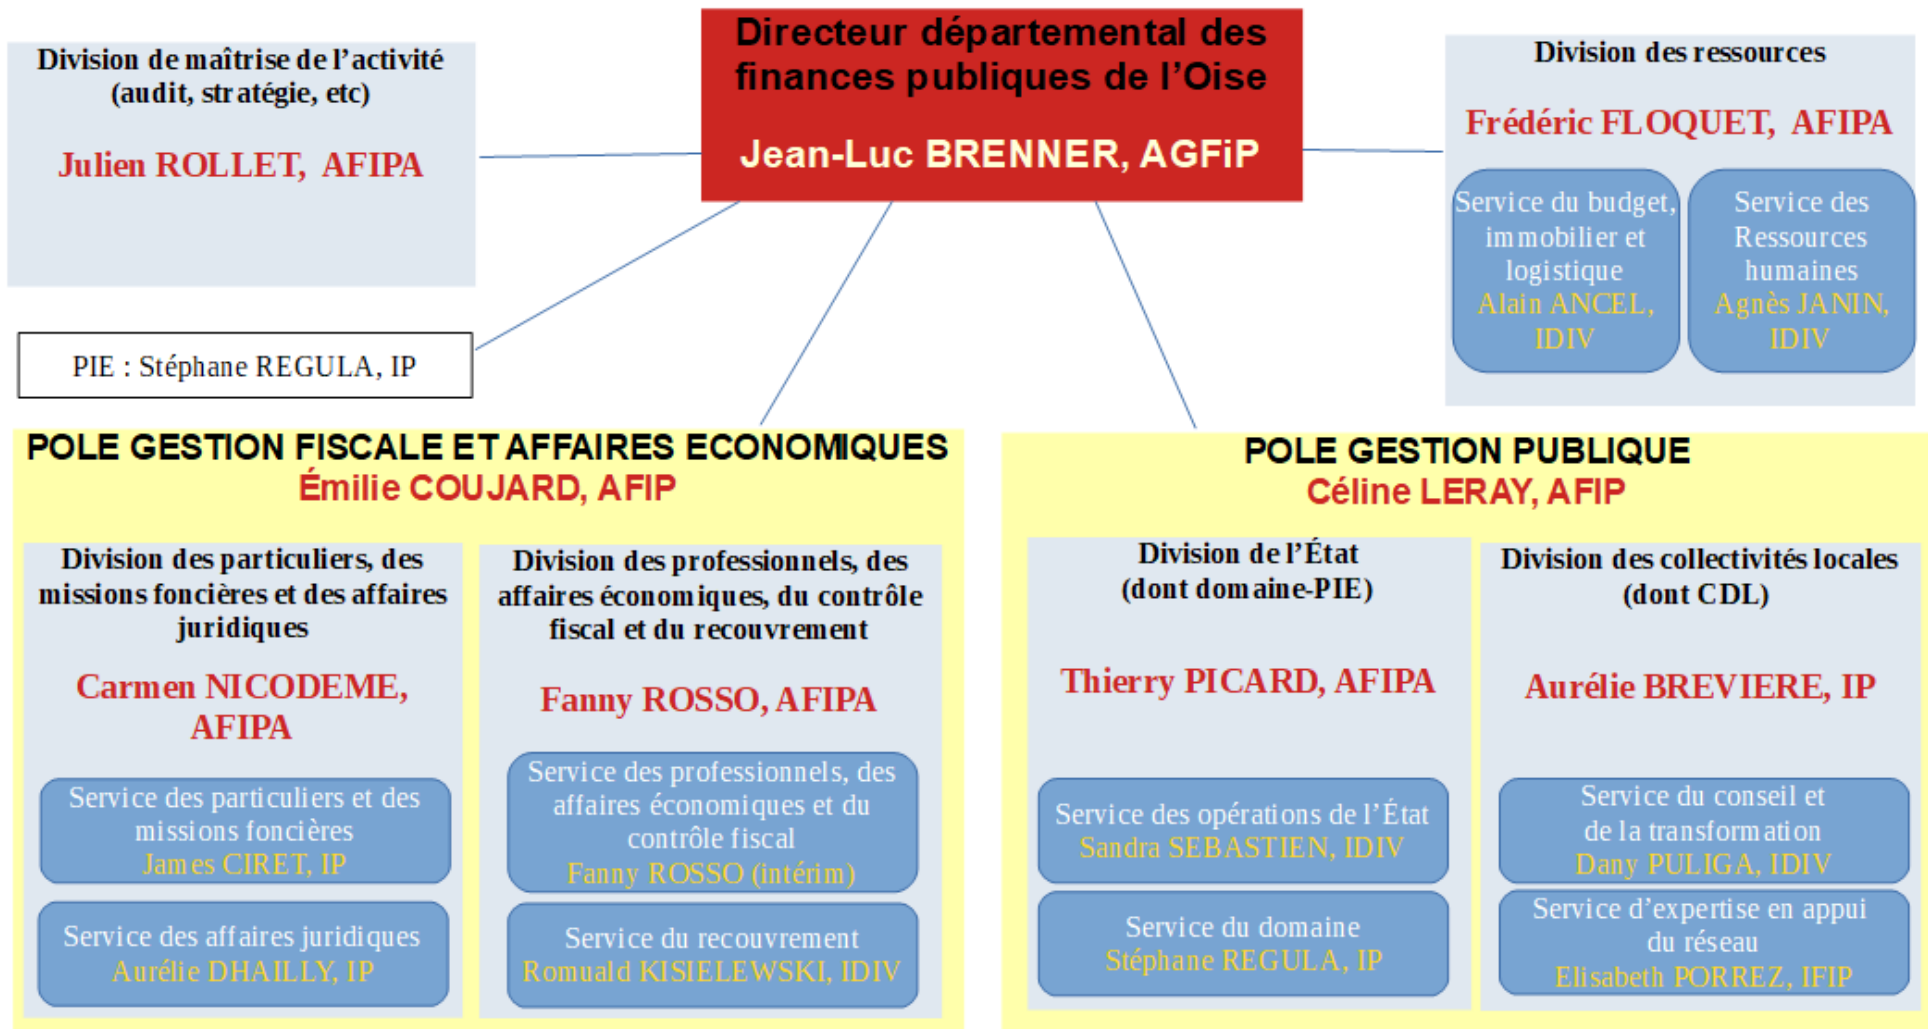 Division de maîtrise de l’activité
(audit, stratégie, etc)
Julien ROLLET, AFIPA
Directeur départemental des
finances publiques de l’Oise
Jean-Luc BRENNER, AGFiP
Division des ressources
Frédéric FLOQUET, AFIPA
Service du budget,
immobilier et
logistique
Alain ANCEL,
IDIV
Service des
Ressources
humaines
Agnès JANIN,
IDIV
PIE : Stéphane REGULA, IP
POLE GESTION FISCALE ET AFFAIRES ECONOMIQUES
Émilie COUJARD, AFIP
Division des particuliers, des
missions foncières et des affaires
juridiques
Carmen NICODEME,
AFIPA
Service des particuliers et des
missions foncières
James CIRET, IP
Service des affaires juridiques
Aurélie DHAILLY, IP
Division des professionnels, des
affaires économiques, du contrôle
fiscal et du recouvrement
Fanny ROSSO, AFIPA
Service des professionnels, des
affaires économiques et du
contrôle fiscal
Fanny ROSSO (intérim)
Service du recouvrement
Romuald KISIELEWSKI, IDIV
POLE GESTION PUBLIQUE
Céline LERAY, AFIP
Division de l’État
(dont domaine-PIE)
Thierry PICARD, AFIPA
Service des opérations de l’État
Sandra SEBASTIEN, IDIV
Service du domaine
Stéphane REGULA, IP
Division des collectivités locales
(dont CDL)
Aurélie BREVIERE, IP
Service du conseil et
de la transformation
Dany PULIGA, IDIV
Service d’expertise en appui
du réseau
Elisabeth PORREZ, IFIP